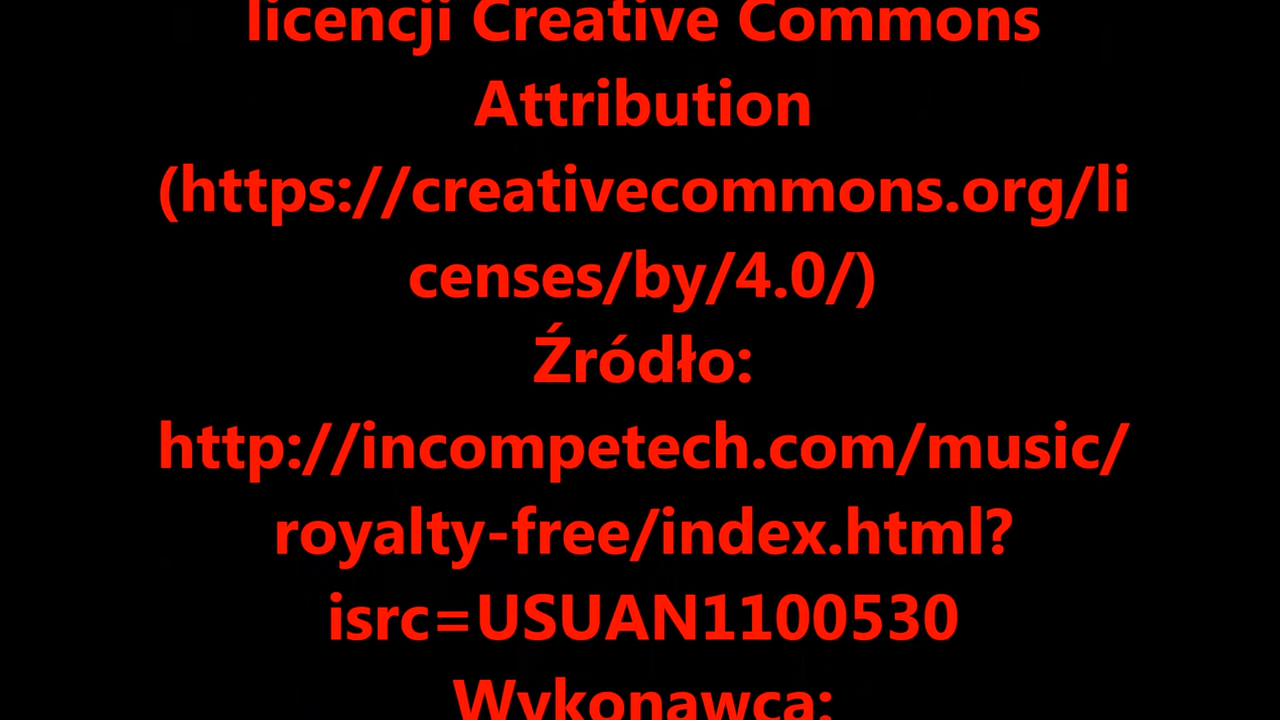 licencji Creative Commons
Attribution
(https://creativecommons.org/li
censes/by/4.0/)
Źródło:
http://incompetech.com/music/
royalty-free/index.html?
isrc=USUAN1100530
Wykonawca: